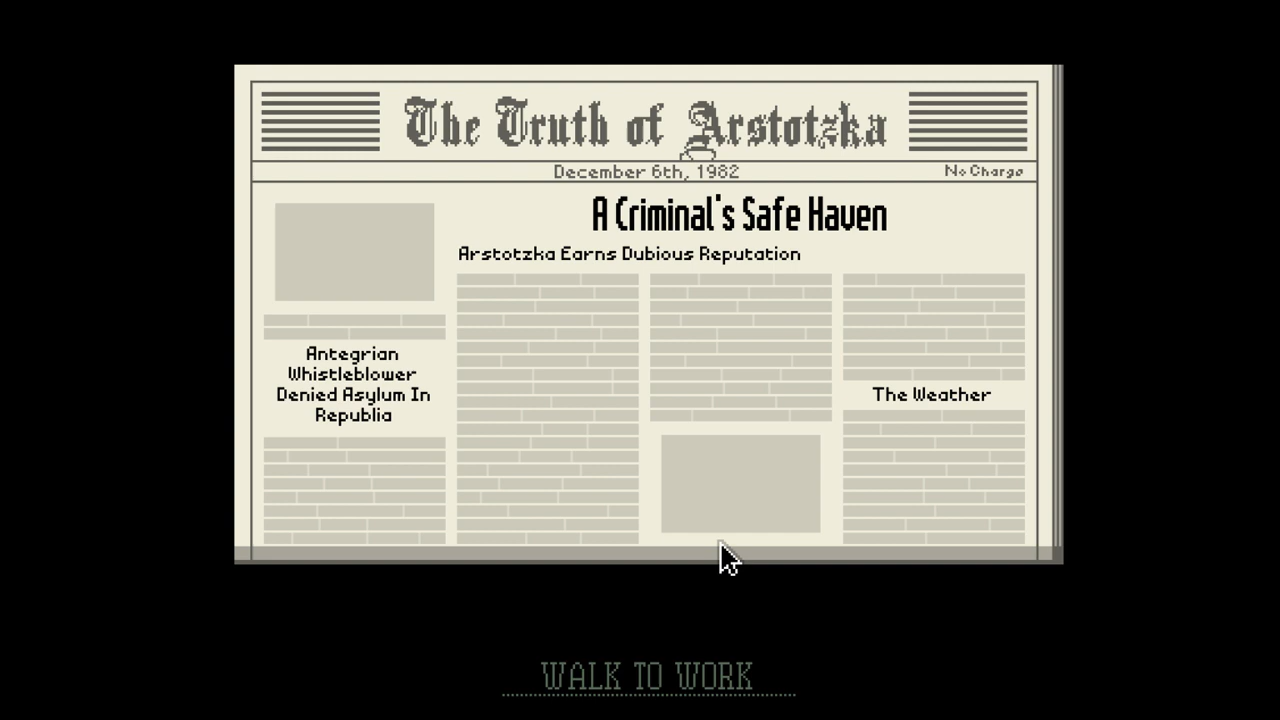 The Truth of Arstotzka
December 6th, 1982
No Charge
A Criminal's Safe Haven
Arstotzka Earns Dubious Reputation
Antegrian
Whistleblower
Denied Asylum In
Republia
The Weather
WALK TO WORK